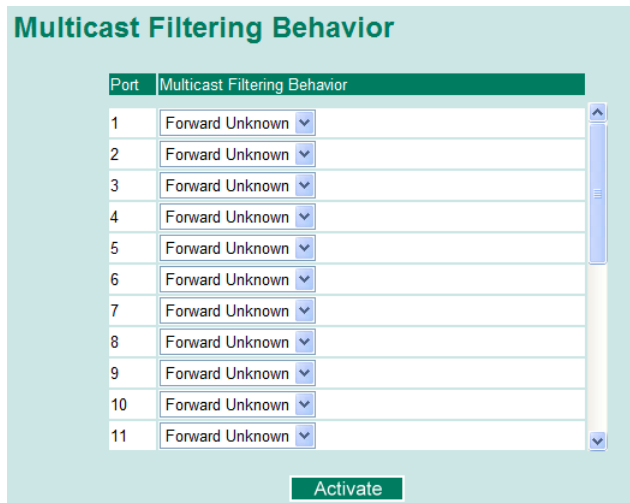 Multicast Filtering Behavior
Port Multicast Filtering Behavior
1 Forward Unknown
2 Forward Unknown
3 Forward Unknown
4 Forward Unknown
5 Forward Unknown
6 Forward Unknown
7 Forward Unknown
8 Forward Unknown
9 Forward Unknown
10 Forward Unknown
11 Forward Unknown
Activate